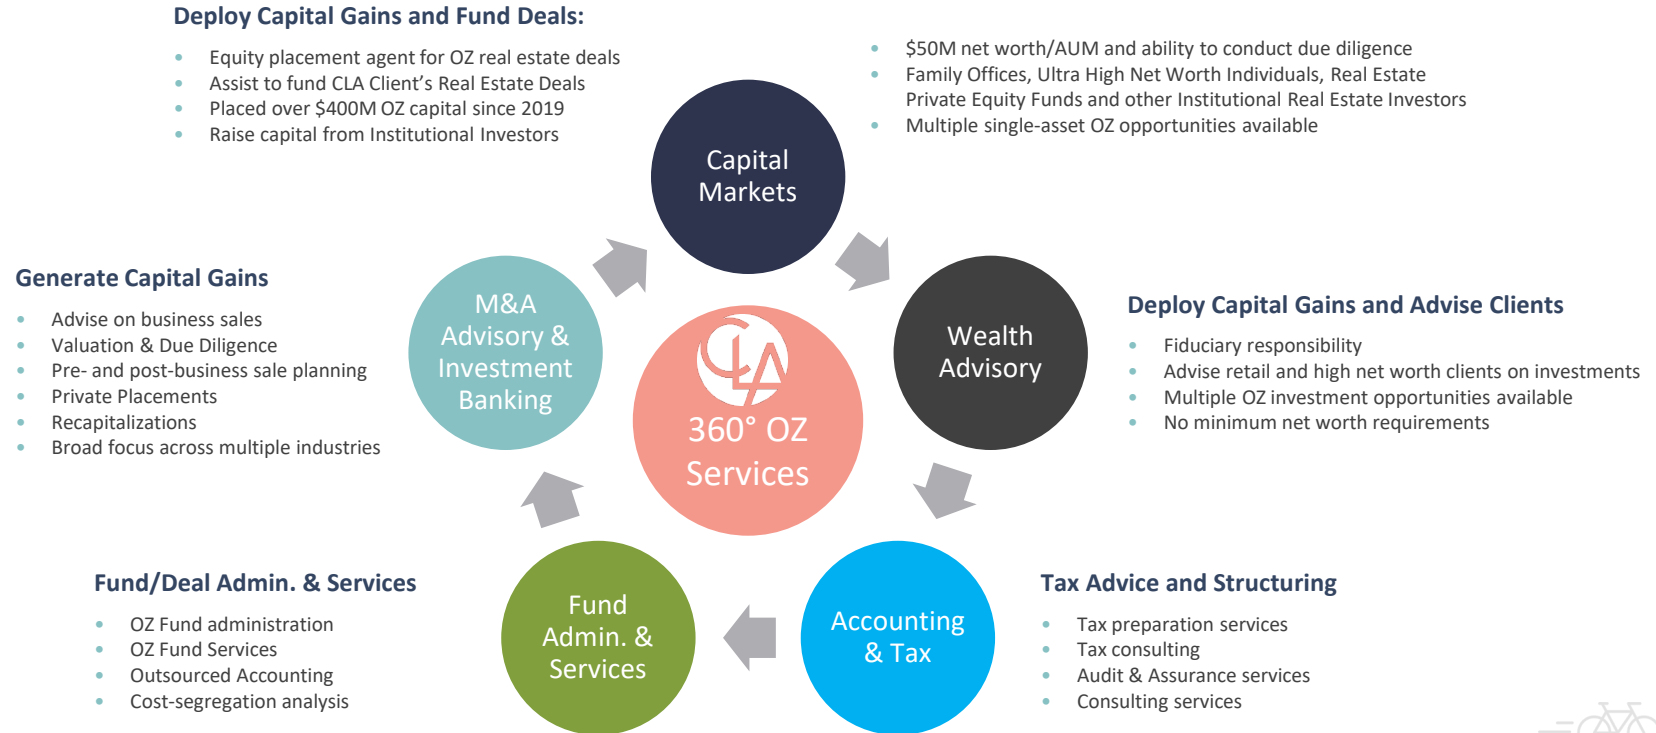 Deploy Capital Gains and Fund Deals:
• Equity placement agent for OZ real estate deals
• Assist to fund CLA Client's Real Estate Deals
• Placed over $400M OZ capital since 2019
• Raise capital from Institutional Investors
• $50M net worth/AUM and ability to conduct due diligence
• Family Offices, Ultra High Net Worth Individuals, Real Estate
Private Equity Funds and other Institutional Real Estate Investors
• Multiple single-asset OZ opportunities available
Capital
Markets
Generate Capital Gains
• Advise on business sales
• Valuation & Due Diligence
• Pre- and post-business sale planning
• Private Placements
• Recapitalizations
• Broad focus across multiple industries
M&A
Advisory &
Investment
Banking
CLA
360° OZ
Services
Wealth
Advisory
Deploy Capital Gains and Advise Clients
• Fiduciary responsibility
• Advise retail and high net worth clients on investments
• Multiple OZ investment opportunities available
• No minimum net worth requirements
Fund/Deal Admin. & Services
• OZ Fund administration
• OZ Fund Services
• Outsourced Accounting
• Cost-segregation analysis
Fund
Admin. &
Services
Accounting
& Tax
Tax Advice and Structuring
• Tax preparation services
• Tax consulting
• Audit & Assurance services
• Consulting services